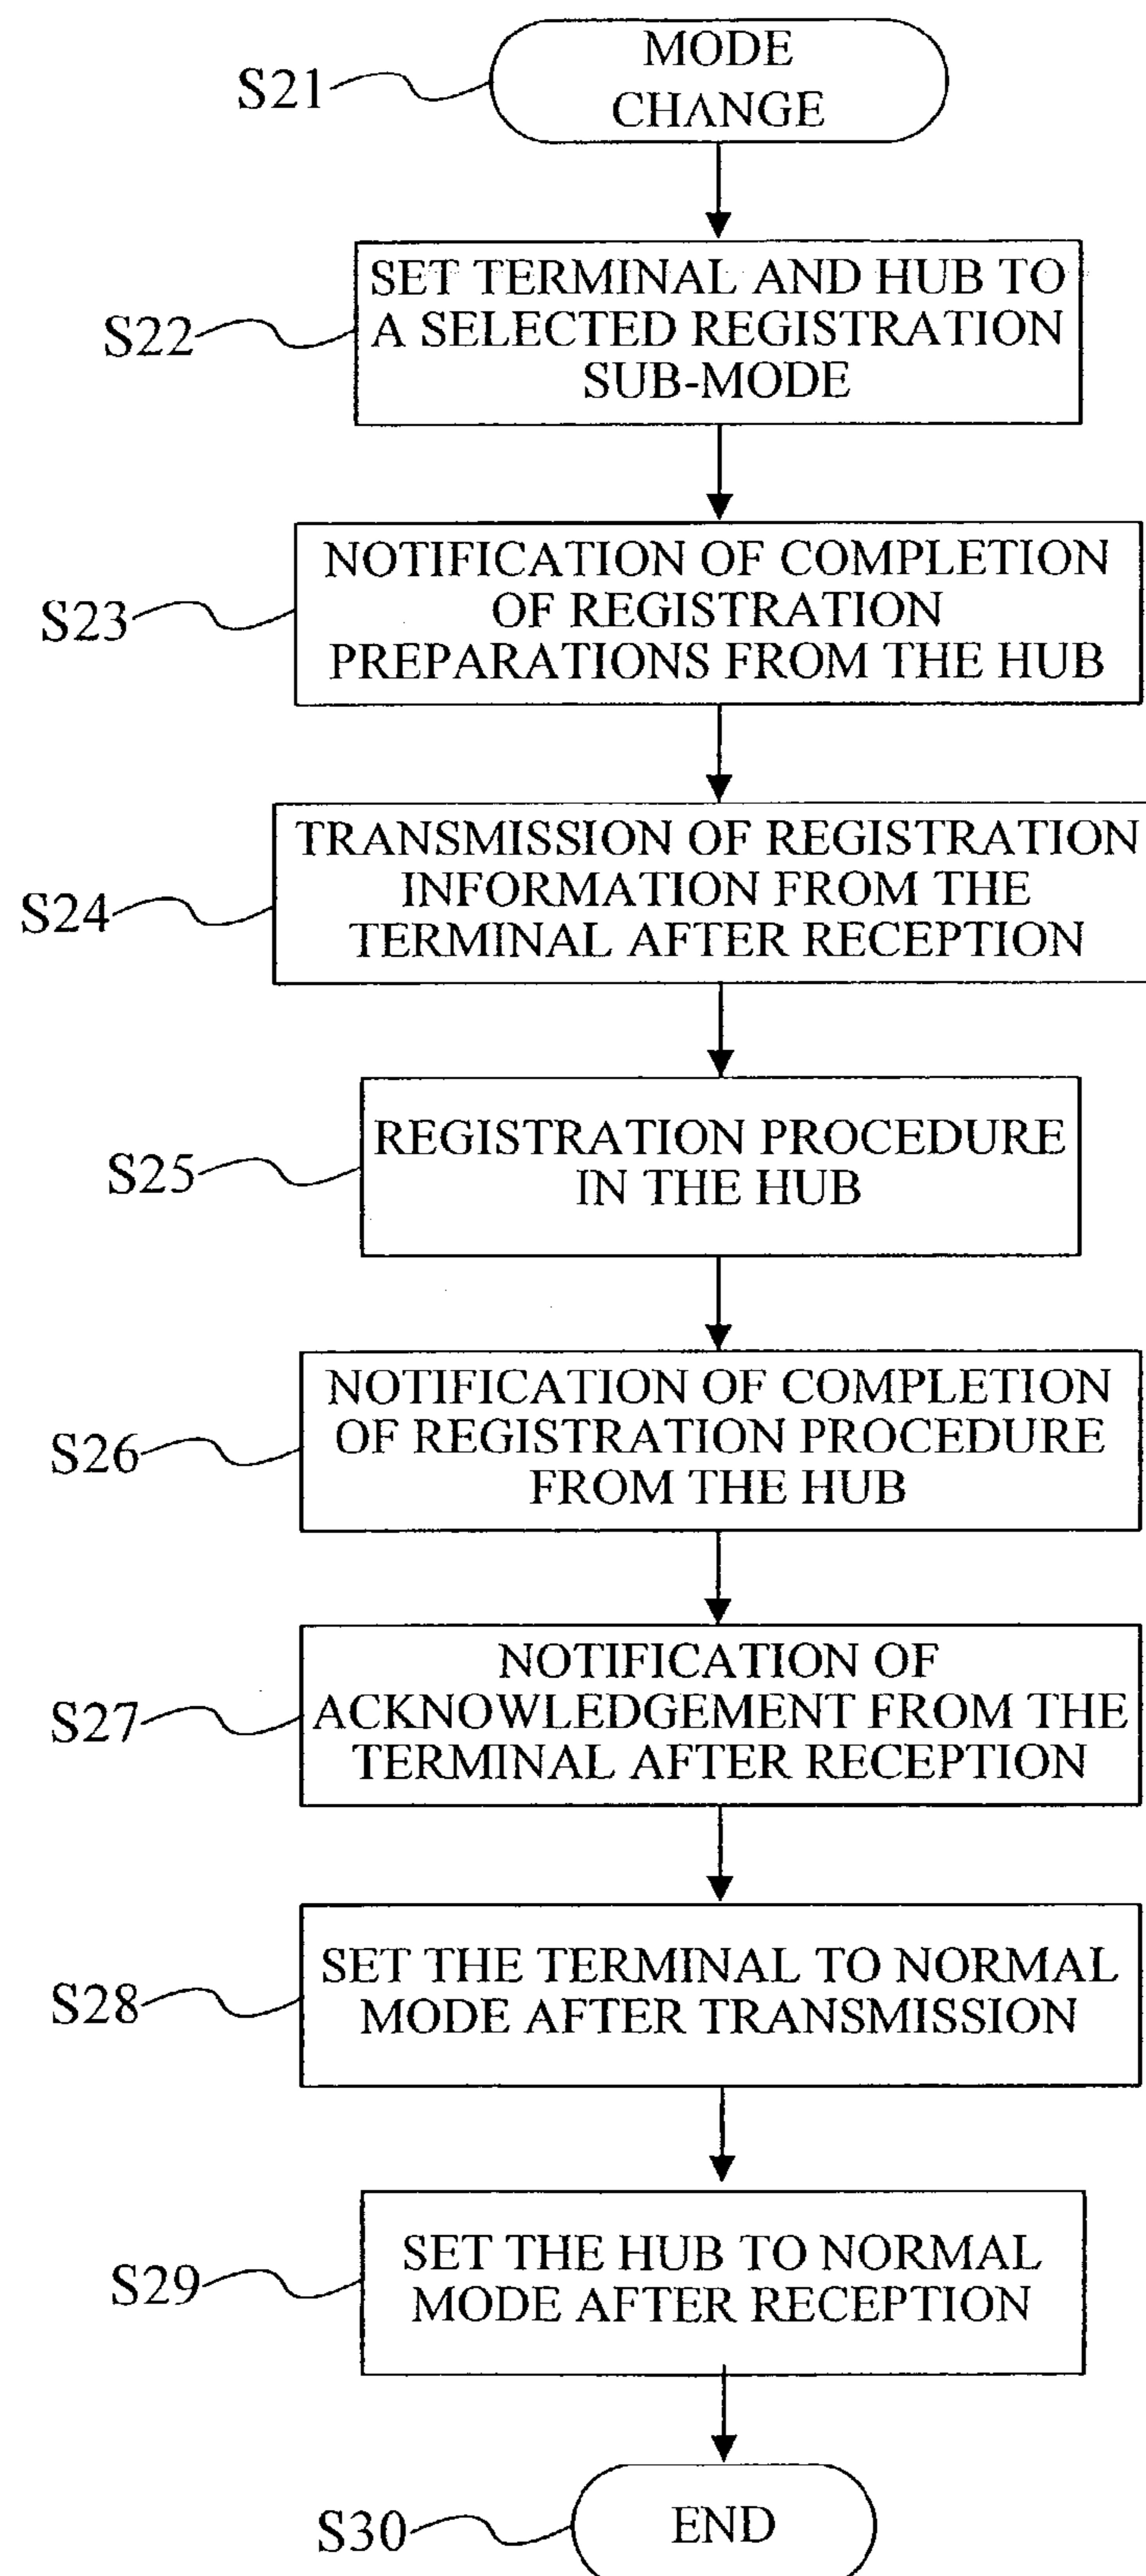 MODE
CHANGE
S21
SET TERMINAL AND HUB TO
A SELECTED REGISTRATION
SUB-MODE
S22
NOTIFICATION OF COMPLETION
OF REGISTRATION
PREPARATIONS FROM THE HUB
S23
TRANSMISSION OF REGISTRATION
INFORMATION FROM THE
TERMINAL AFTER RECEPTION
S24
REGISTRATION PROCEDURE
IN THE HUB
S25
NOTIFICATION OF COMPLETION
OF REGISTRATION PROCEDURE
FROM THE HUB
S26
NOTIFICATION OF
ACKNOWLEDGEMENT FROM THE
TERMINAL AFTER RECEPTION
S27
SET THE TERMINAL TO NORMAL
MODE AFTER TRANSMISSION
S28
SET THE HUB TO NORMAL
MODE AFTER RECEPTION
S29
END
S30